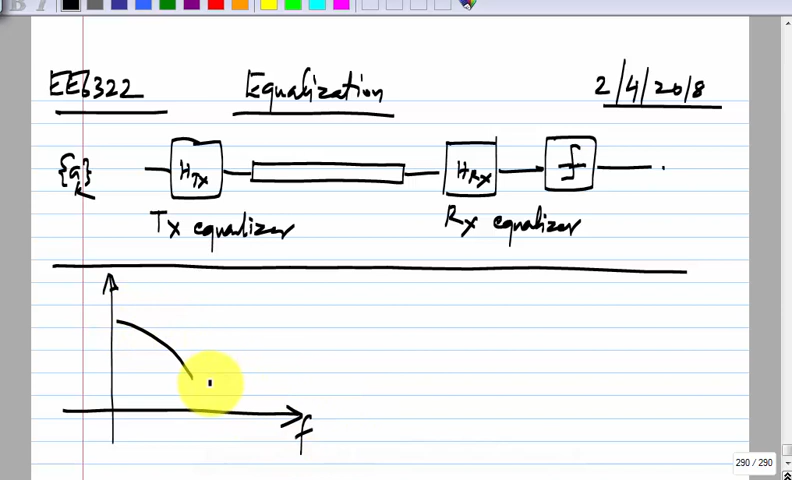 EE6322 Equalization 2/4/2018
{a_k} H_TX H_RX
Tx equalizer Rx equalizer
f
290 / 290